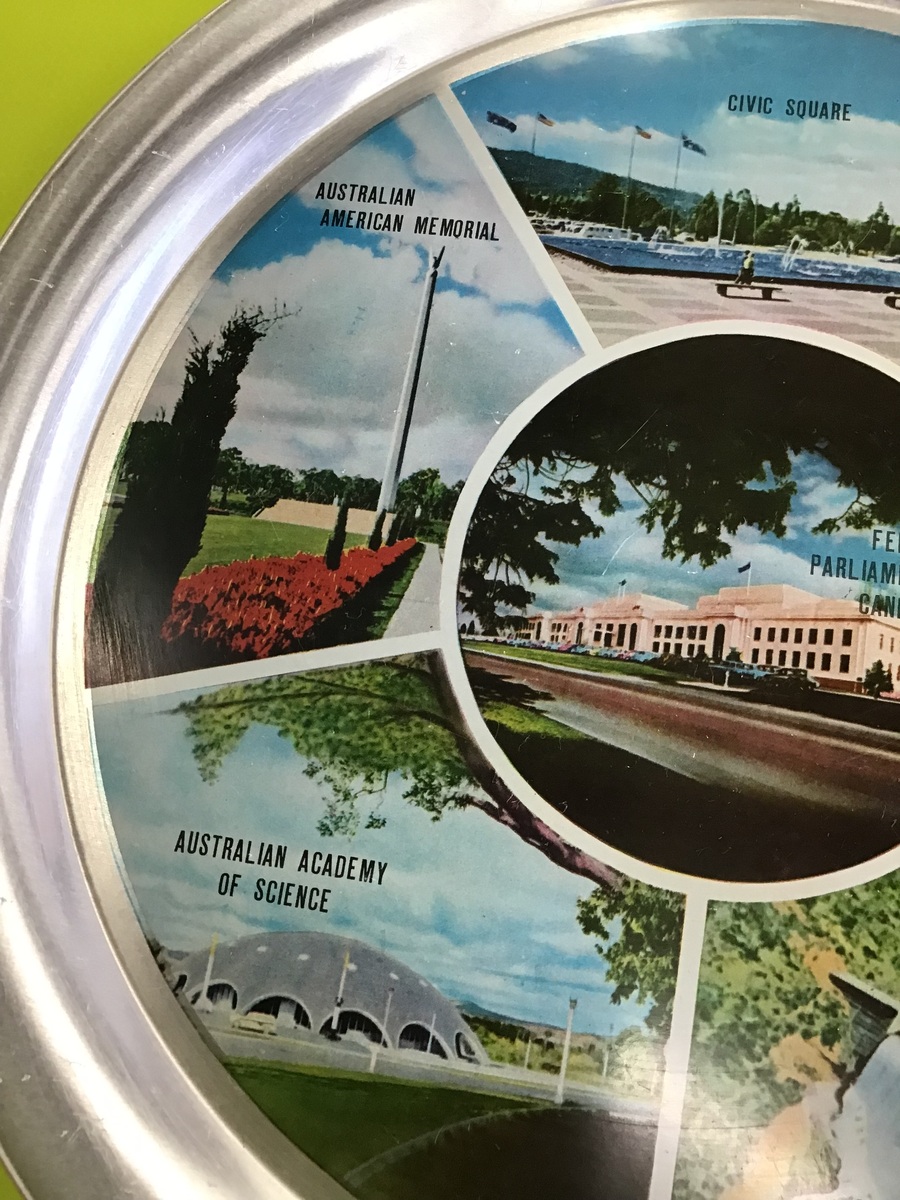 CIVIC SQUARE
AUSTRALIAN
AMERICAN MEMORIAL
AUSTRALIAN ACADEMY
OF SCIENCE